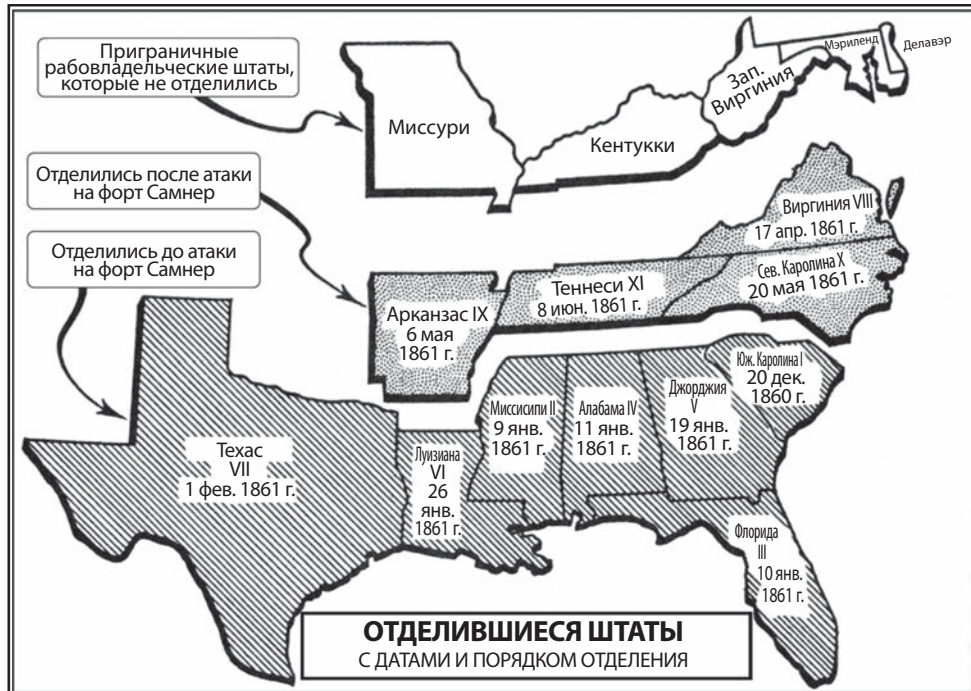 Приграничные
рабовладельческие штаты,
которые не отделились
Мэриленд
Делавэр
Зап.
Виргиния
Миссури
Кентукки
Отделились после атаки
на форт Самнер
Виргиния VIII
17 апр. 1861 г.
Отделились до атаки
на форт Самнер
Сев. Каролина X
20 мая 1861 г.
Теннеси XI
8 июн. 1861 г.
Арканзас IX
6 мая
1861 г.
Юж. Каролина I
20 дек.
1860 г.
Джорджия
V
19 янв.
1861 г.
Миссисипи II
9 янв.
1861 г.
Алабама IV
11 янв.
1861 г.
Техас
VII
1 фев. 1861 г.
Луизиана
VI
26
янв.
1861 г.
Флорида
III
10 янв.
1861 г.
ОТДЕЛИВШИЕСЯ ШТАТЫ
С ДАТАМИ И ПОРЯДКОМ ОТДЕЛЕНИЯ